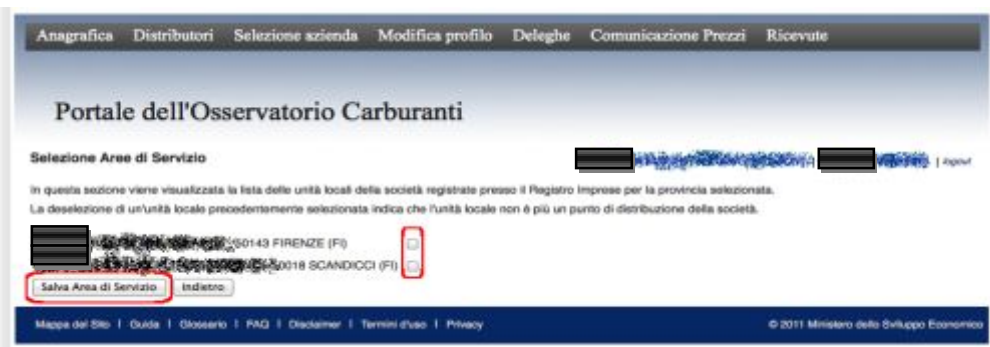 Anagrafica Distributori Selezione azienda Modifica profilo Deleghe Comunicazione Prezzi Ricevute
Portale dell'Osservatorio Carburanti
Selezione Aree di Servizio
| logout
In questa sezione viene visualizzata la lista delle unità locali della società registrate presso il Registro Imprese per la provincia selezionata.
La deselezione di un'unità locale precedentemente selezionata indica che l'unità locale non è più un punto di distribuzione della società.
50143 FIRENZE (FI)
50018 SCANDICCI (FI)
Salva Area di Servizio Indietro
Mappa del Sito | Guida | Glossario | FAQ | Disclaimer | Termini d'uso | Privacy © 2011 Ministero dello Sviluppo Economico